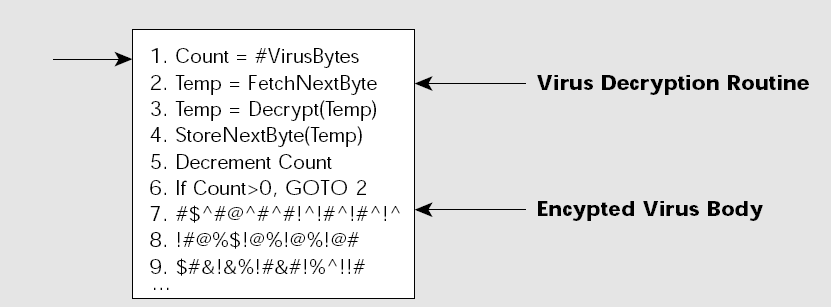 1. Count = #VirusBytes
2. Temp = FetchNextByte
Virus Decryption Routine
3. Temp = Decrypt(Temp)
4. StoreNextByte(Temp)
5. Decrement Count
6. If Count>0, GOTO 2
7. #$^#@^#^#!^!#^!#^!^
Encypted Virus Body
8. !#@%$!@%!@%!@#
9. $#&!&%!#&#!%^!!#
...